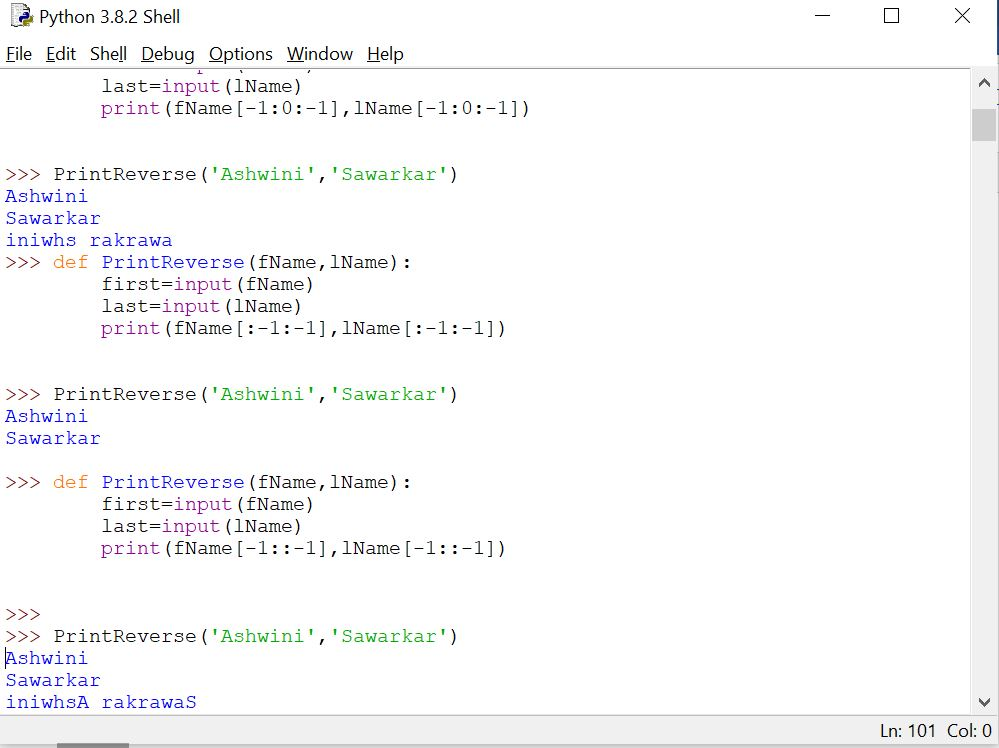 Python 3.8.2 Shell
File Edit Shell Debug Options Window Help
last=input(lName)
print(fName[-1:0:-1],lName[-1:0:-1])
>>> PrintReverse('Ashwini','Sawarkar')
Ashwini
Sawarkar
iniwhs rakrawa
>>> def PrintReverse(fName,lName):
first=input(fName)
last=input(lName)
print(fName[:-1:-1],lName[:-1:-1])
>>> PrintReverse('Ashwini','Sawarkar')
Ashwini
Sawarkar
>>> def PrintReverse(fName,lName):
first=input(fName)
last=input(lName)
print(fName[-1::-1],lName[-1::-1])
>>>
>>> PrintReverse('Ashwini','Sawarkar')
Ashwini
Sawarkar
iniwhsA rakrawaS
Ln: 101 Col: 0